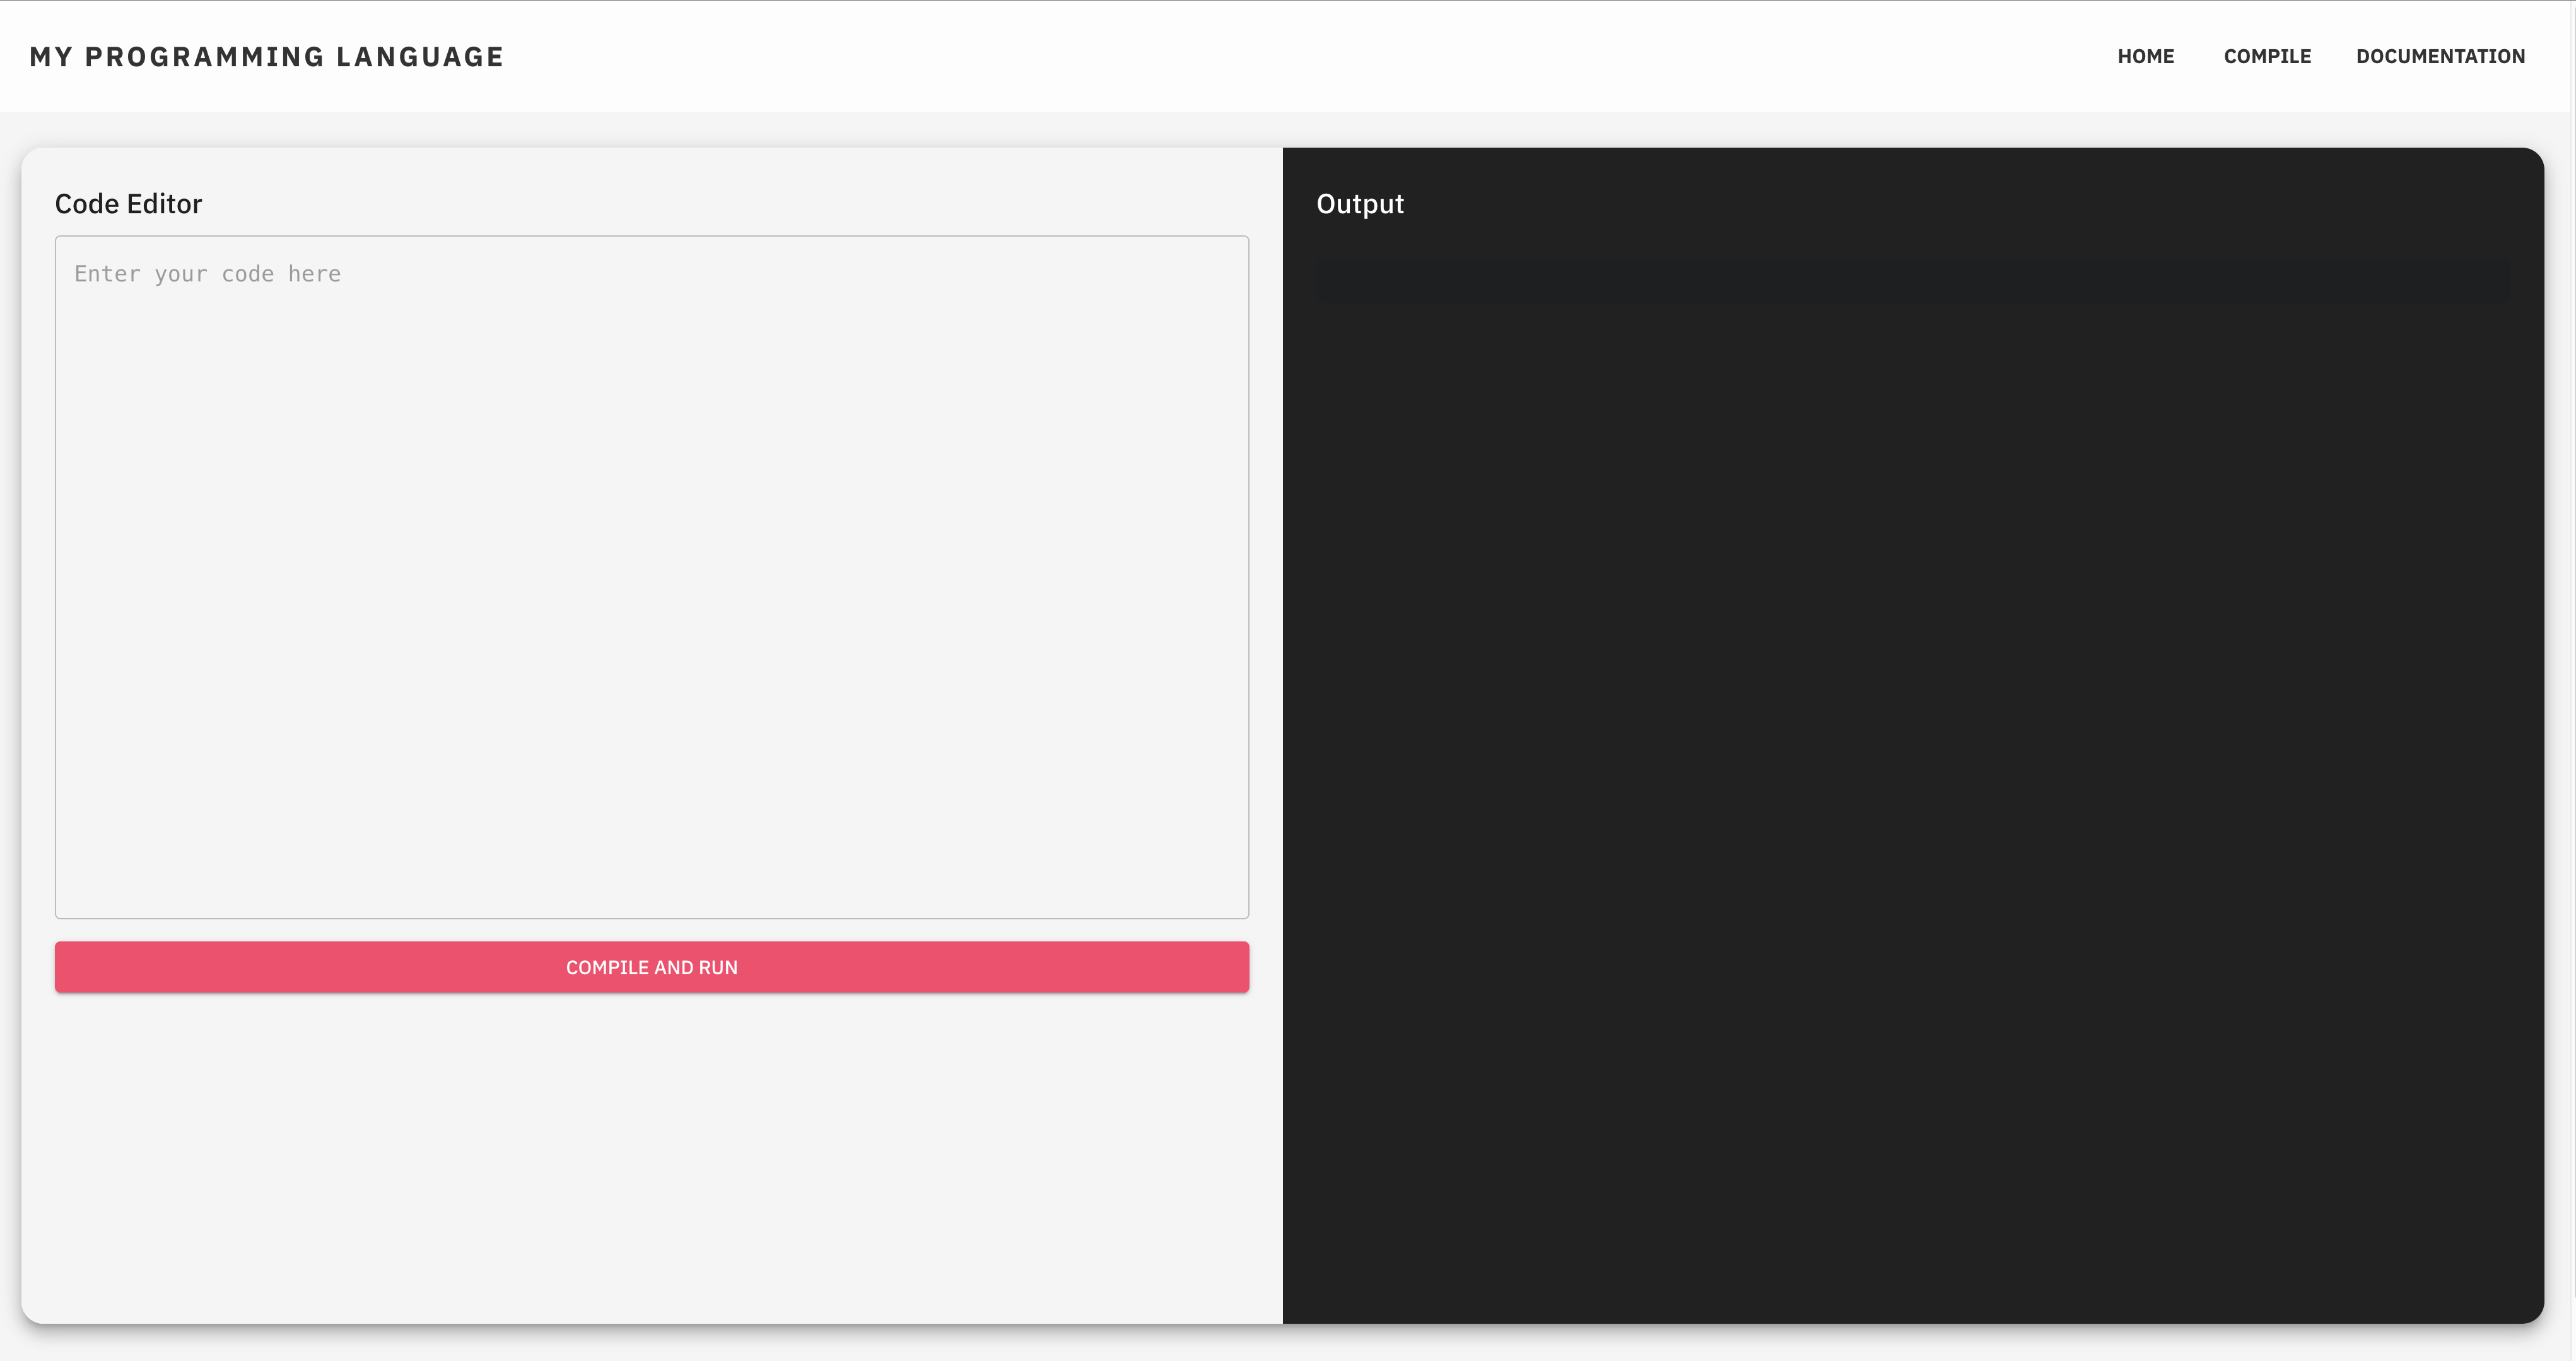 MY PROGRAMMING LANGUAGE
HOME COMPILE DOCUMENTATION
Code Editor
Enter your code here
COMPILE AND RUN
Output